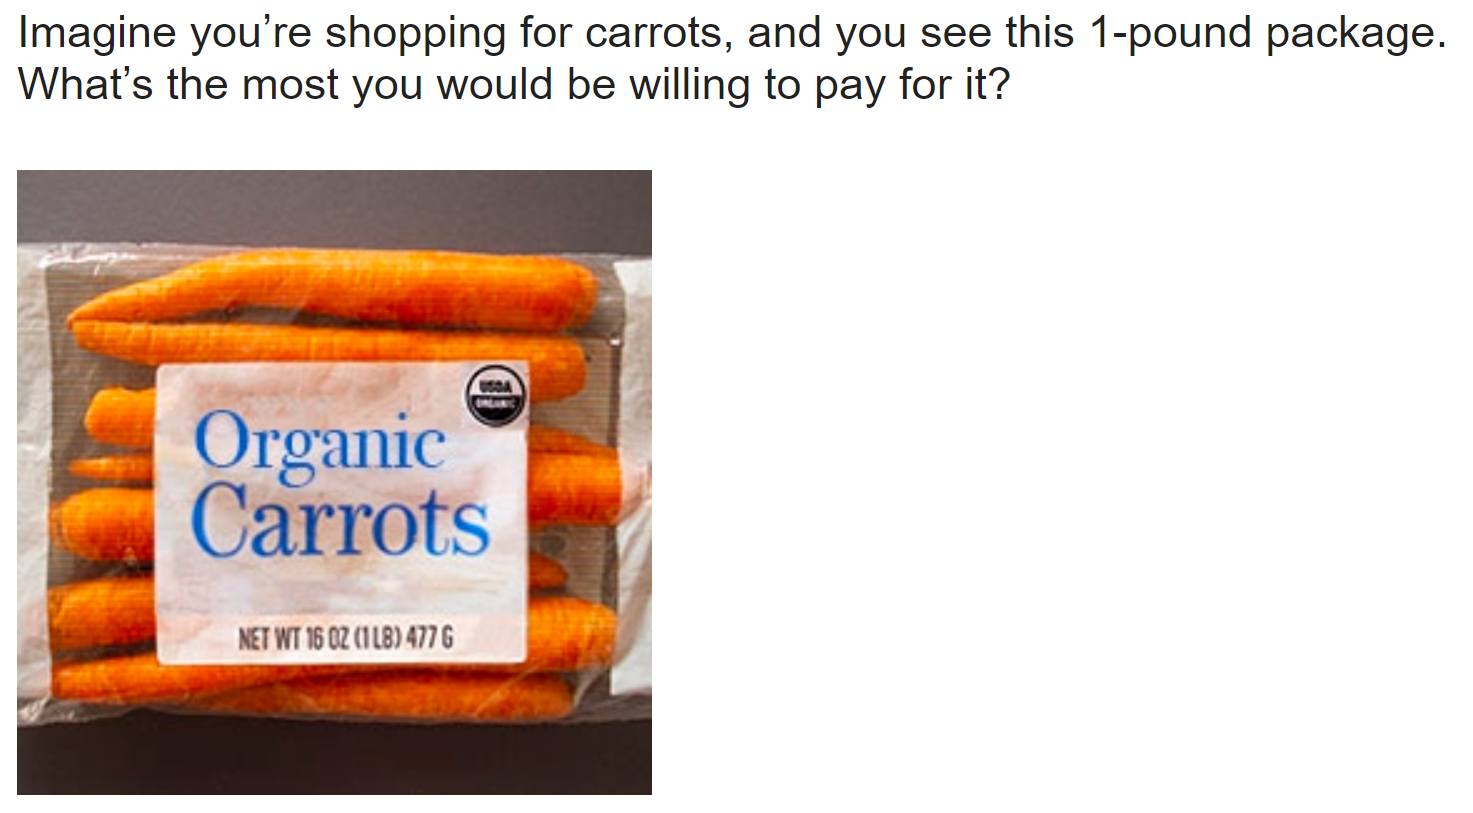 Imagine you’re shopping for carrots, and you see this 1-pound package.
What’s the most you would be willing to pay for it?
USDA
ORGANIC
Organic
Carrots
NET WT 16 OZ (1 LB) 477 G